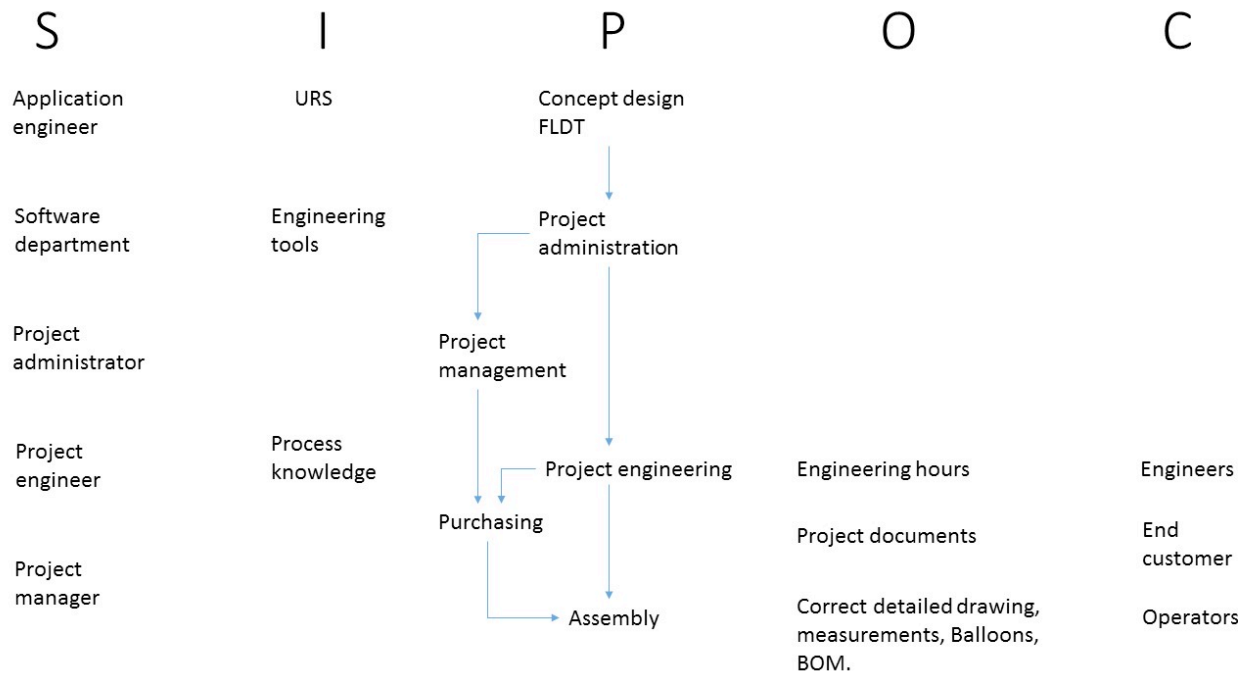 S
I
P
O
C
Application
engineer
URS
Concept design
FLDT
Software
department
Engineering
tools
Project
administration
Project
administrator
Project
management
Project
engineer
Process
knowledge
Project engineering
Engineering hours
Engineers
Purchasing
Project documents
End
customer
Project
manager
Assembly
Correct detailed drawing,
measurements, Balloons,
BOM.
Operators